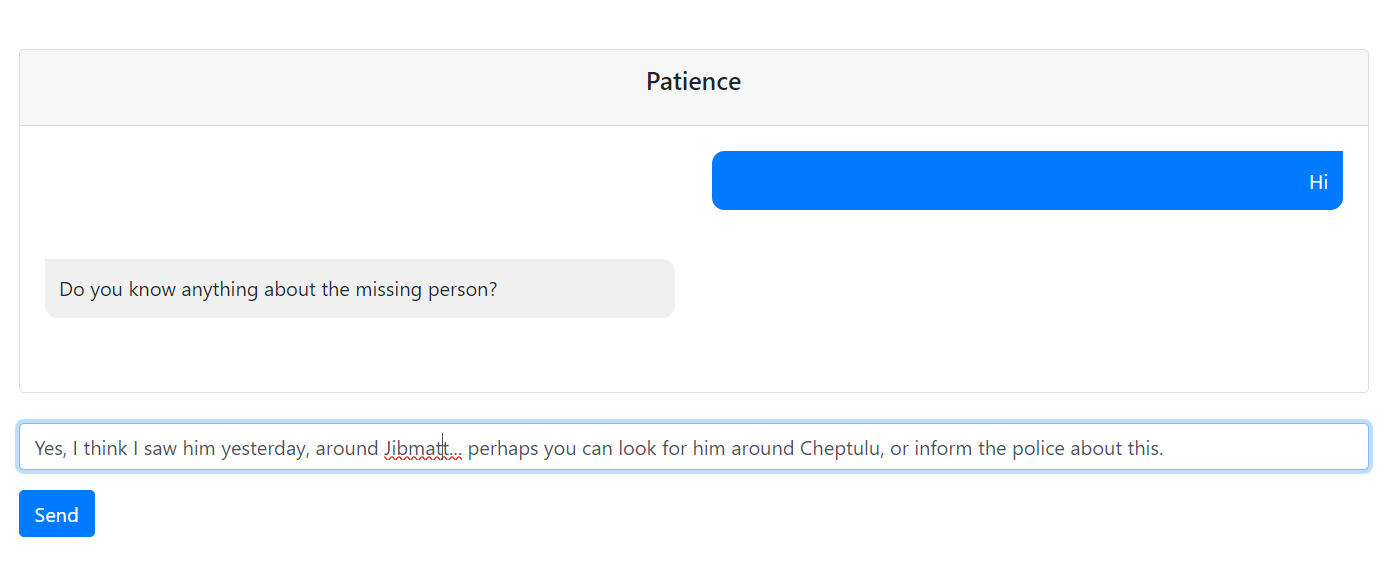 Patience
Hi
Do you know anything about the missing person?
Yes, I think I saw him yesterday, around Jibmatt... perhaps you can look for him around Cheptulu, or inform the police about this.
Send